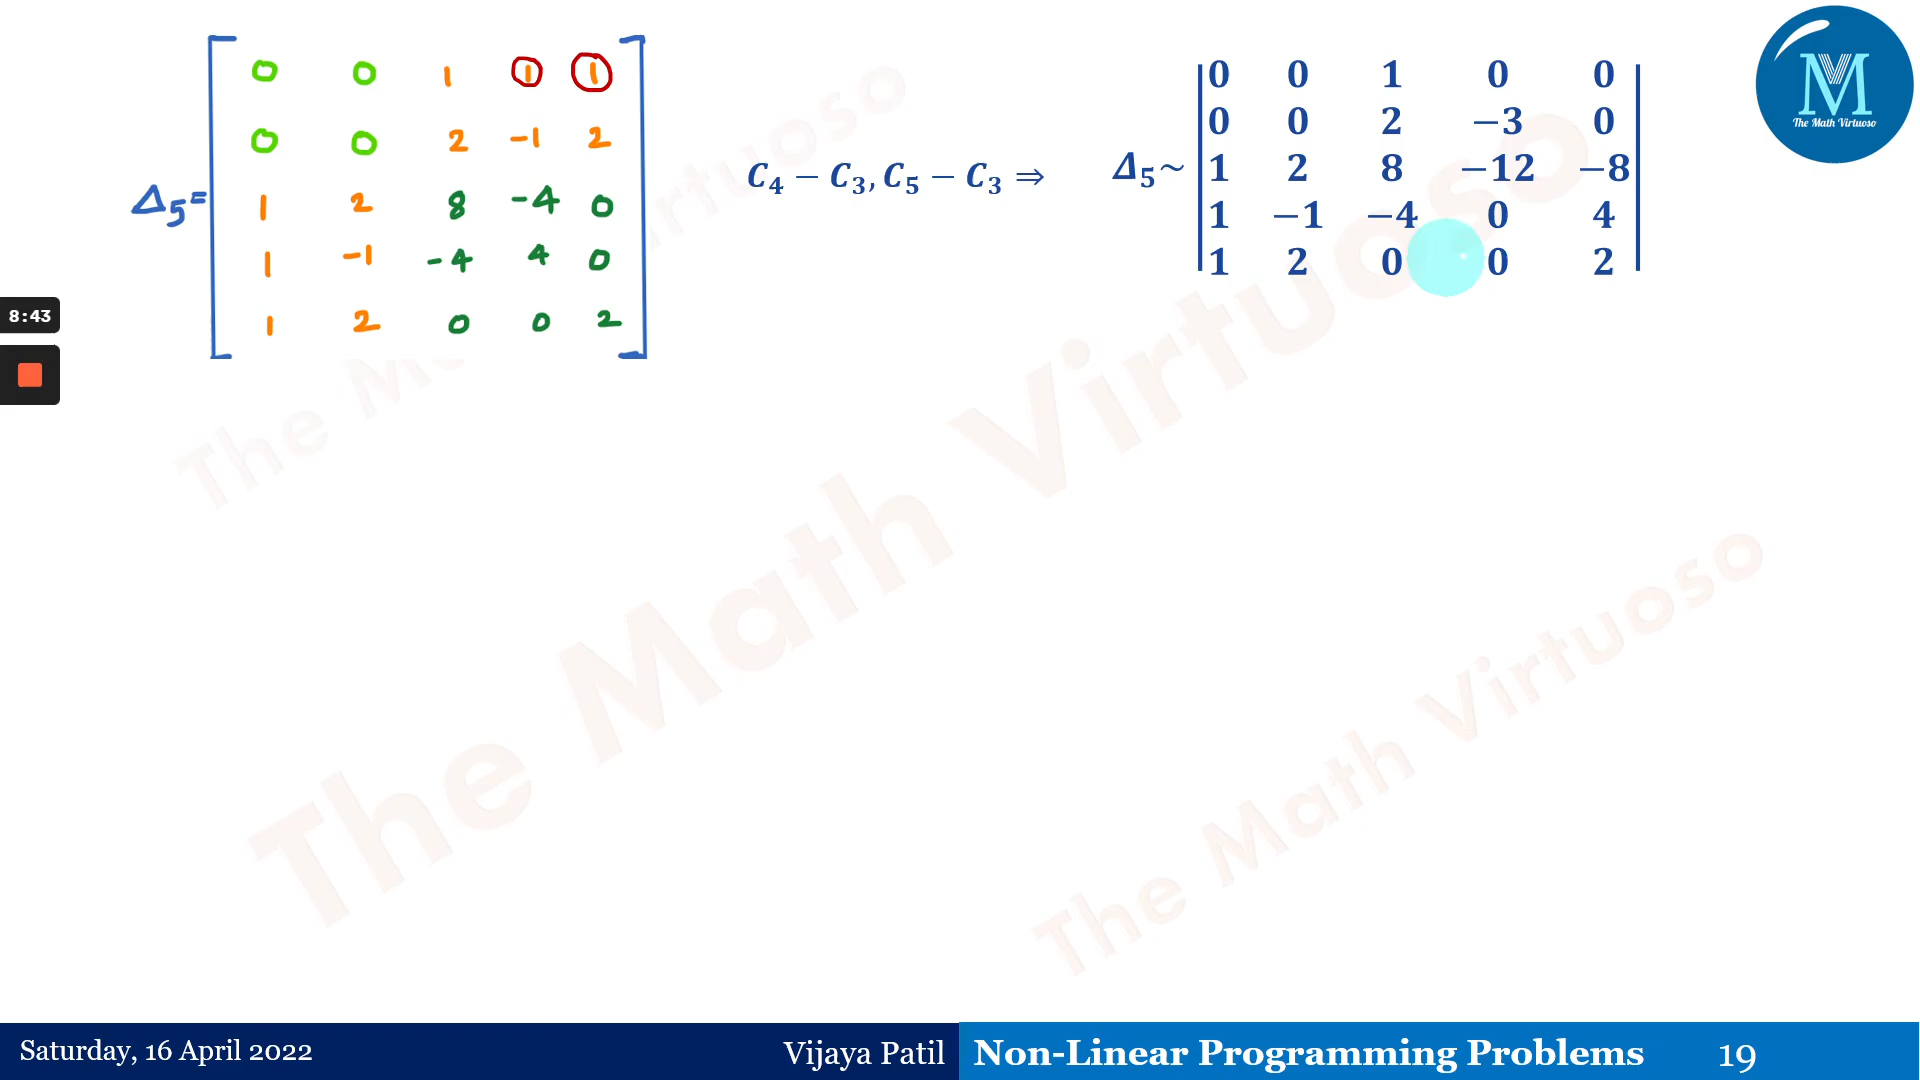 Δ5=
0 0 1 1 1
0 0 2 -1 2
1 2 8 -4 0
1 -1 -4 4 0
1 2 0 0 2
C₄ − C₃, C₅ − C₃ ⇒
Δ₅~
0 0 1 0 0
0 0 2 −3 0
1 2 8 −12 −8
1 −1 −4 0 4
1 2 0 0 2
M
The Math Virtuoso
8:43
The Math Virtuoso
The Math Virtuoso
The Math Virtuoso
Saturday, 16 April 2022
Vijaya Patil
Non-Linear Programming Problems
19